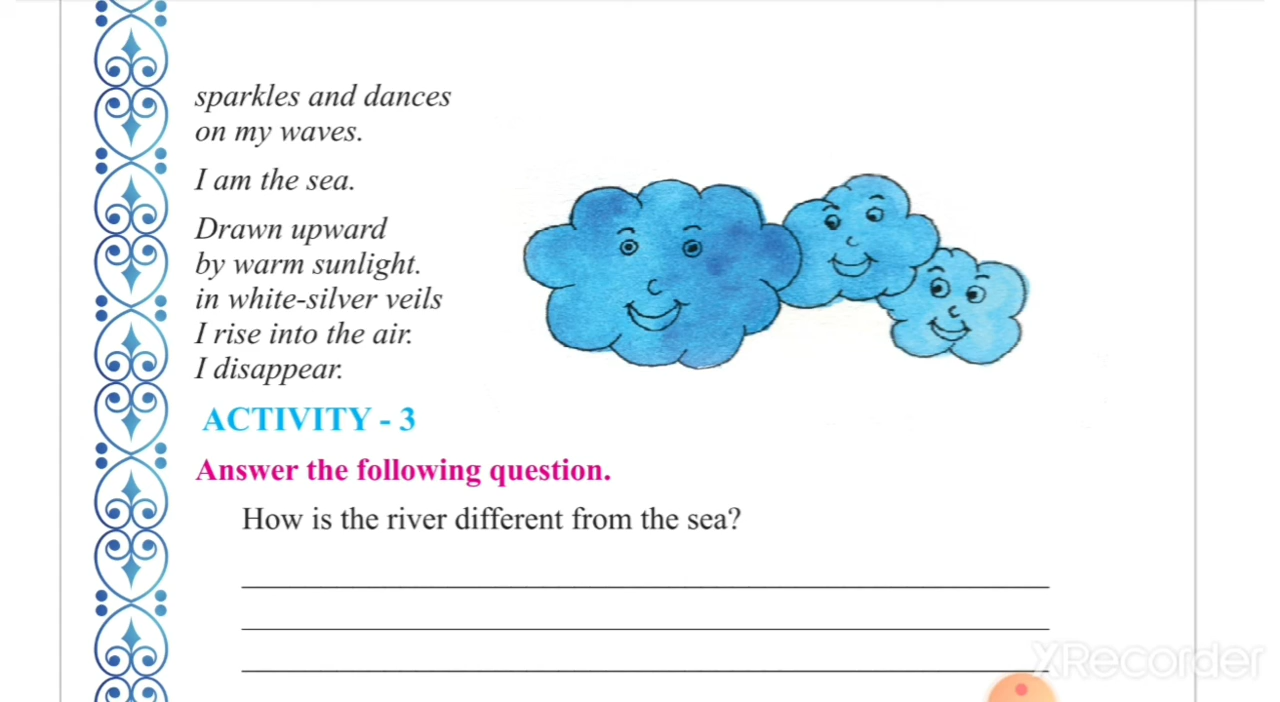 sparkles and dances
on my waves.
I am the sea.
Drawn upward
by warm sunlight.
in white-silver veils
I rise into the air.
I disappear.
ACTIVITY - 3
Answer the following question.
How is the river different from the sea?
XRecorder